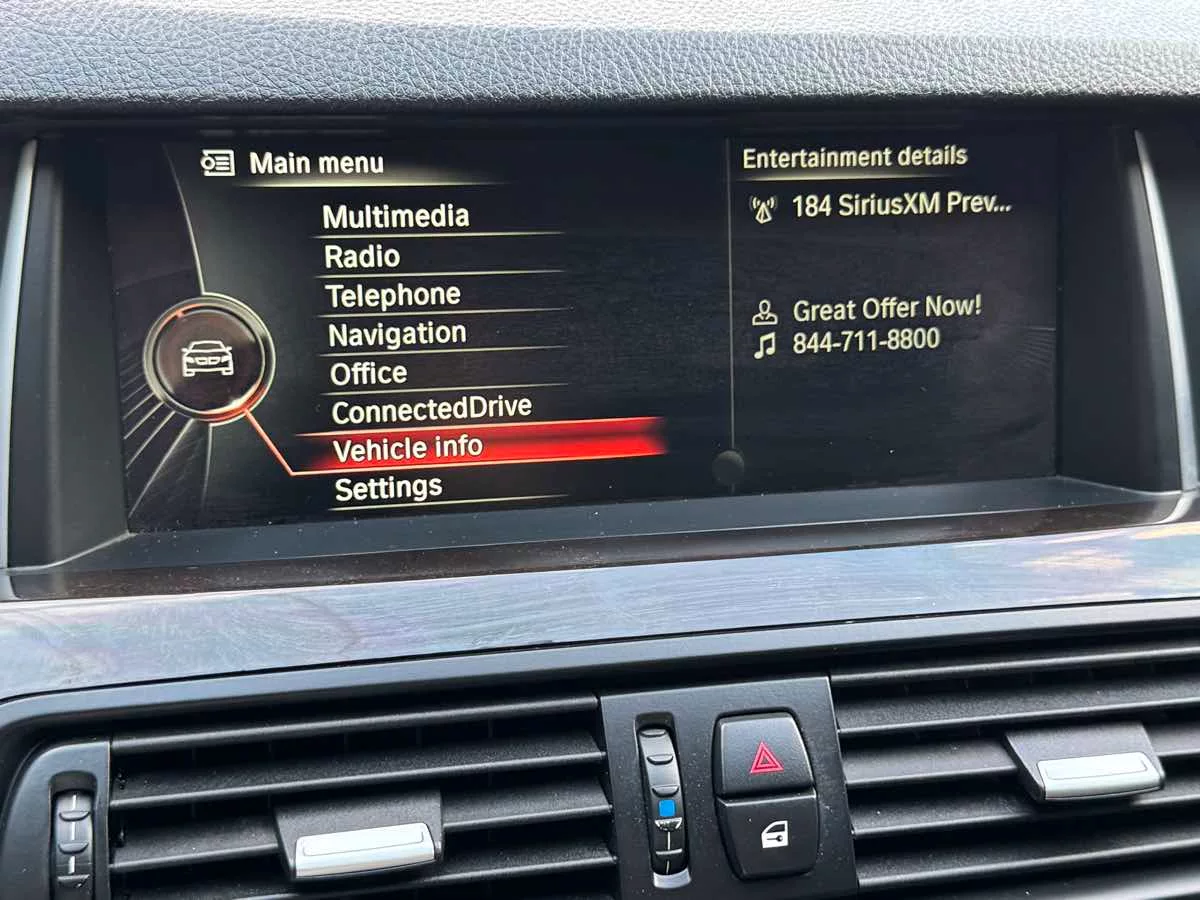 Main menu
Multimedia
Radio
Telephone
Navigation
Office
ConnectedDrive
Vehicle info
Settings
Entertainment details
184 SiriusXM Prev...
Great Offer Now!
844-711-8800